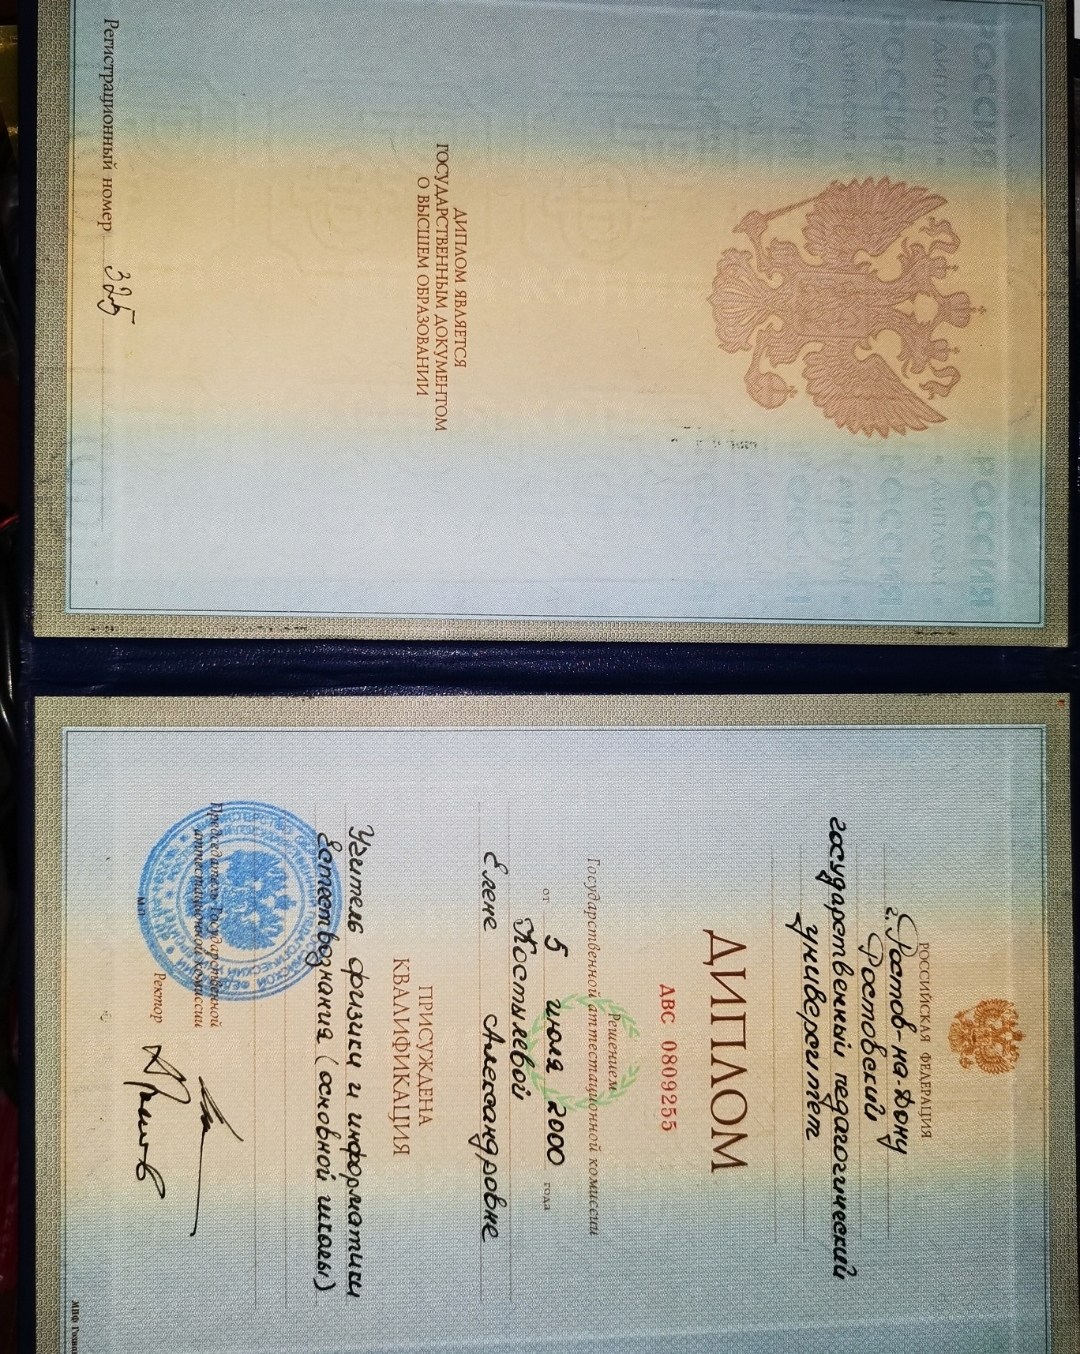 РОССИЯ
ДИПЛОМ
ДИПЛОМ ЯВЛЯЕТСЯ
ГОСУДАРСТВЕННЫМ ДОКУМЕНТОМ
О ВЫСШЕМ ОБРАЗОВАНИИ
Регистрационный номер 325
РОССИЙСКАЯ ФЕДЕРАЦИЯ
г. Ростов-на-Дону
Ростовский
государственный педагогический
университет
ДИПЛОМ
АВС 0809255
Решением
Государственной аттестационной комиссии
от 5 июля 2000 года
Костылевой
Елене Александровне
ПРИСУЖДЕНА
КВАЛИФИКАЦИЯ
Учитель физики и информатики
Естествознания (основной школы)
Председатель Государственной
аттестационной комиссии
Ректор
М.П.